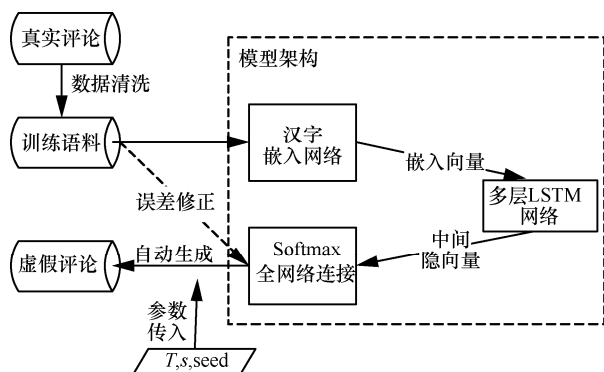 真实评论
数据清洗
训练语料
误差修正
虚假评论
自动生成
参数
传入
T,s,seed
模型架构
汉字
嵌入网络
嵌入向量
多层LSTM
网络
中间
隐向量
Softmax
全网络连接